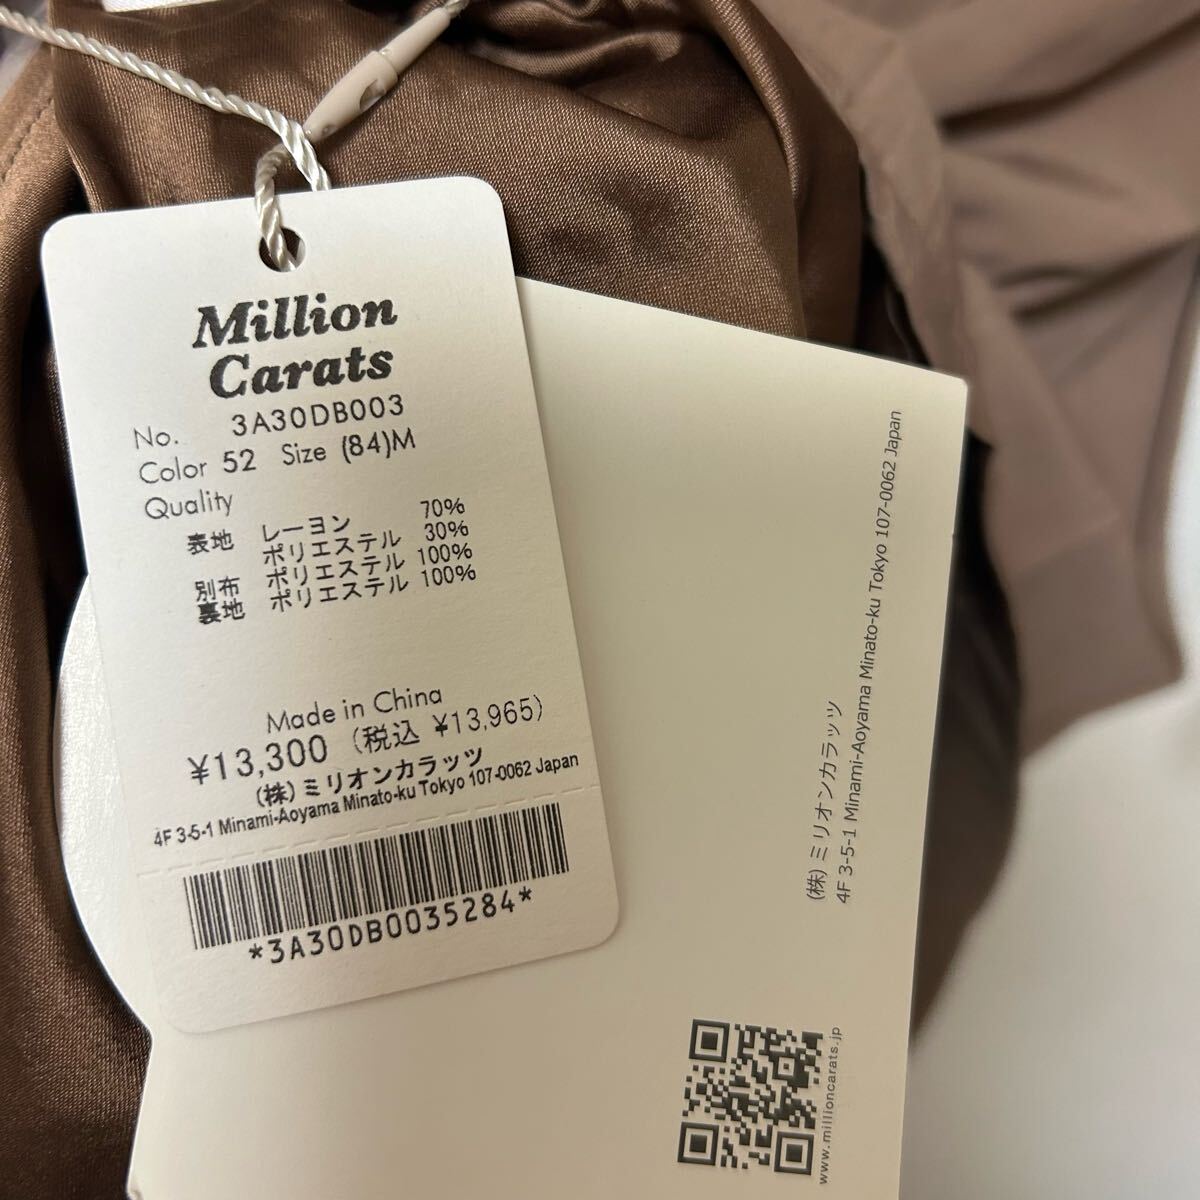 Million
Carats
No. 3A30DB003
Color 52 Size (84)M
Quality
表地 レーヨン 70%
ポリエステル 30%
別布 ポリエステル 100%
裏地 ポリエステル 100%
Made in China
¥13,300 (税込 ¥13,965)
(株)ミリオンカラッツ
4F 3-5-1 Minami-Aoyama Minato-ku Tokyo 107-0062 Japan
*3A30DB0035284*
(株)ミリオンカラッツ
4F 3-5-1 Minami-Aoyama Minato-ku Tokyo 107-0062 Japan
www.millioncarats.jp